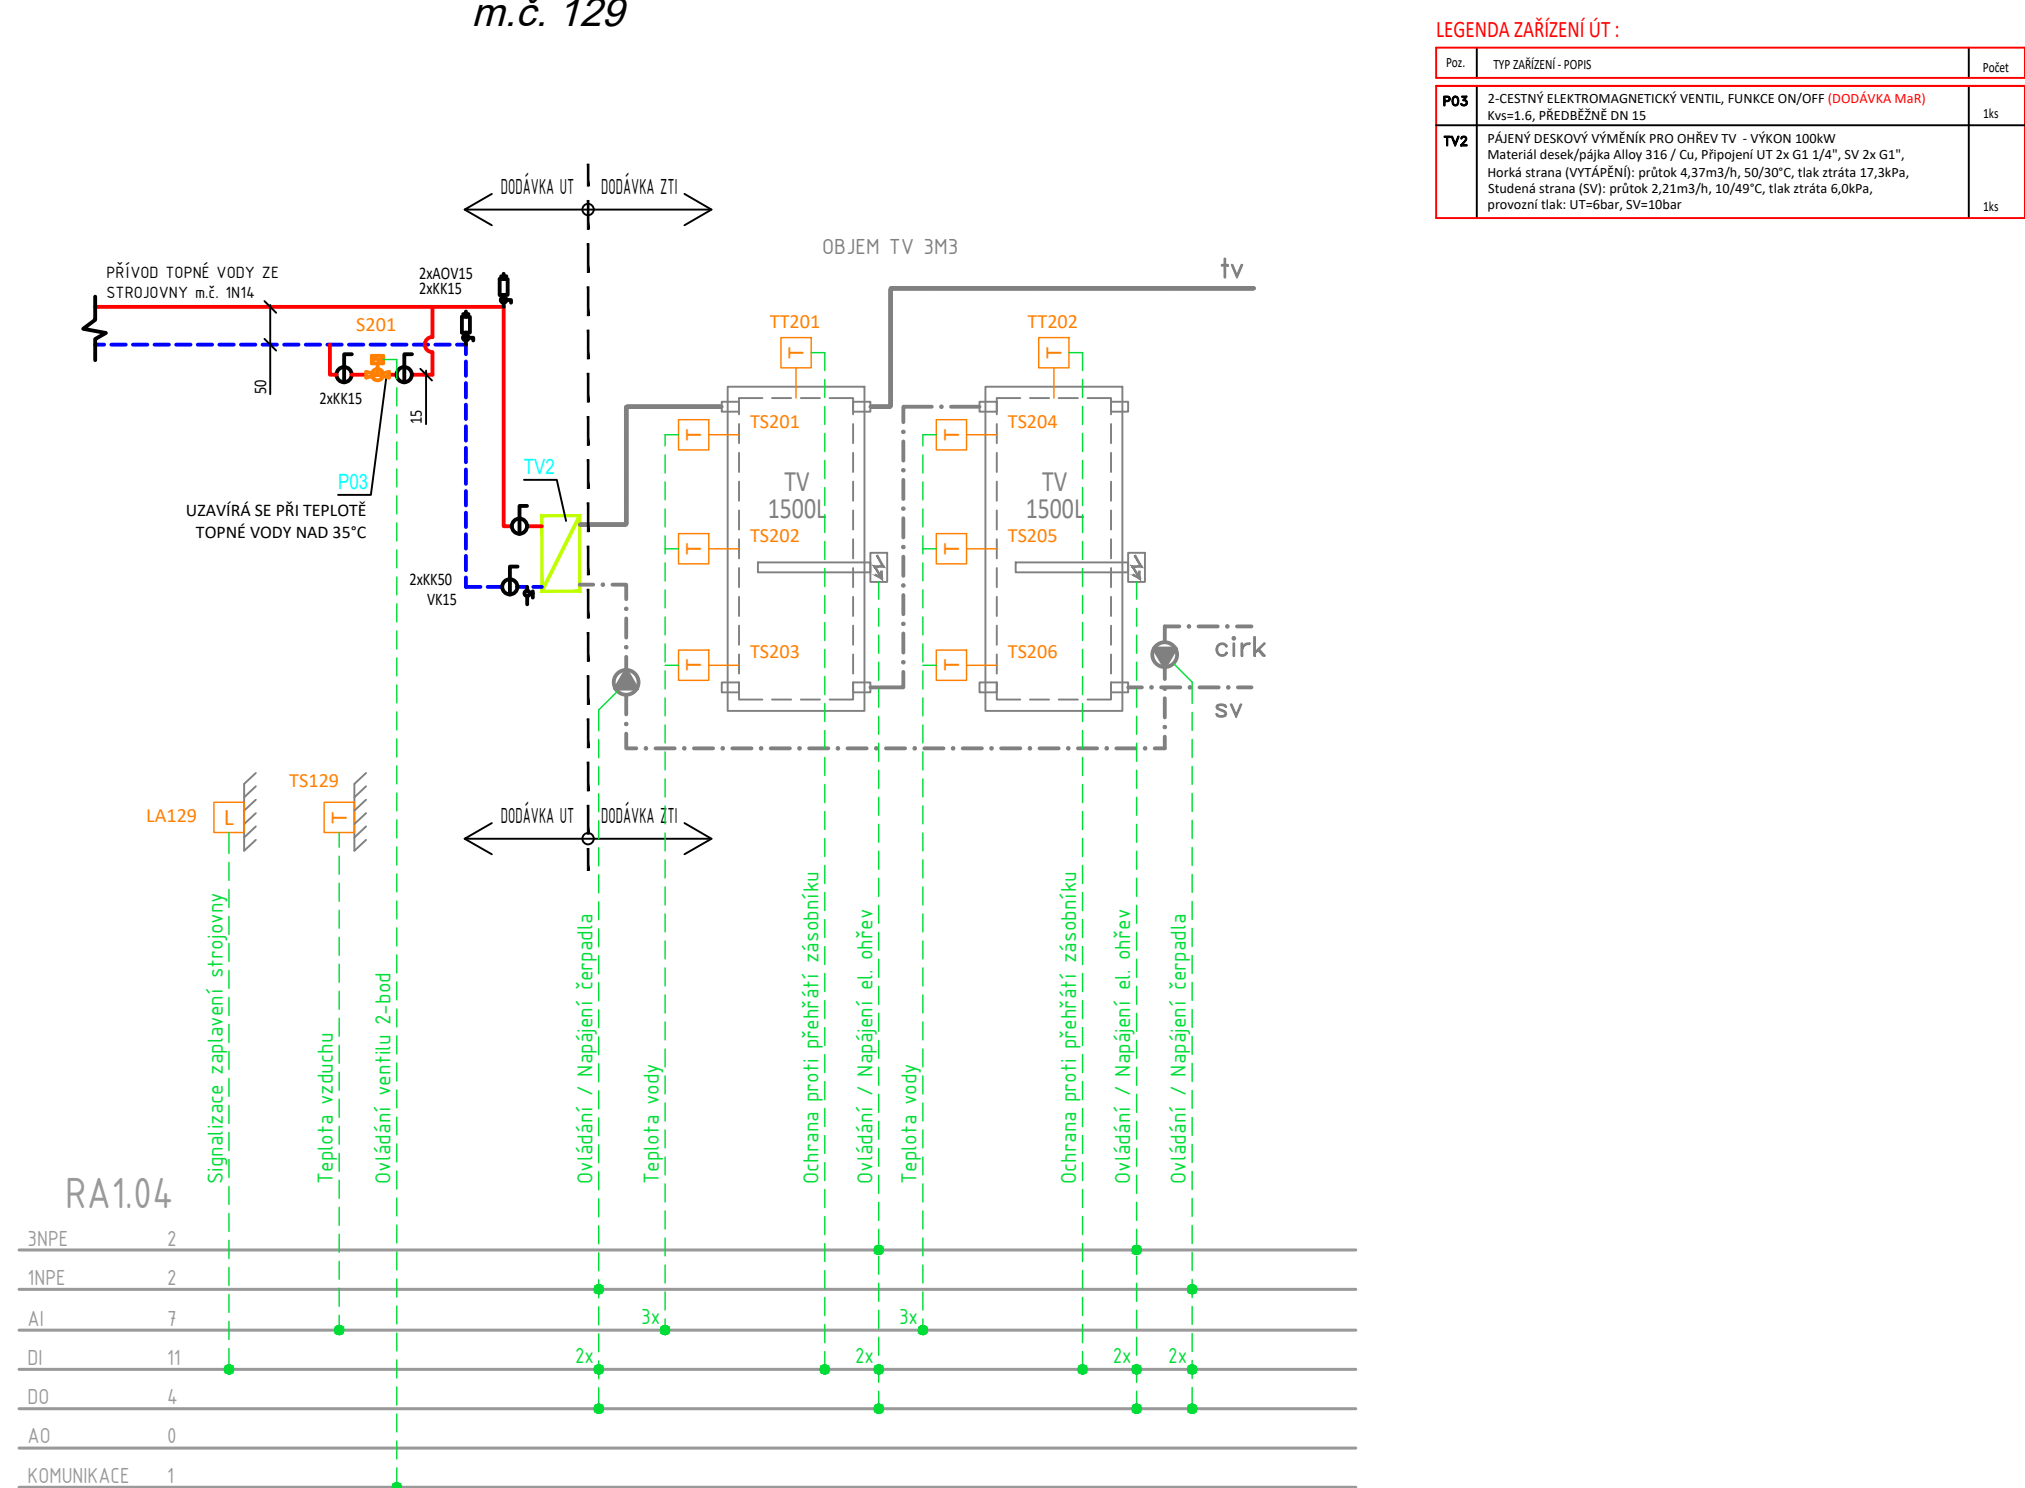 m.č. 129
LEGENDA ZAŘÍZENÍ ÚT :
Poz. TYP ZAŘÍZENÍ - POPIS Počet
P03 2-CESTNÝ ELEKTROMAGNETICKÝ VENTIL, FUNKCE ON/OFF (DODÁVKA MaR)
Kvs=1.6, PŘEDBĚŽNĚ DN 15 1ks
TV2 PÁJENÝ DESKOVÝ VÝMĚNÍK PRO OHŘEV TV - VÝKON 100kW
Materiál desek/pájka Alloy 316 / Cu, Připojení UT 2x G1 1/4", SV 2x G1",
Horká strana (VYTÁPĚNÍ): průtok 4,37m3/h, 50/30°C, tlak ztráta 17,3kPa,
Studená strana (SV): průtok 2,21m3/h, 10/49°C, tlak ztráta 6,0kPa,
provozní tlak: UT=6bar, SV=10bar 1ks
DODÁVKA UT DODÁVKA ZTI
OBJEM TV 3M3
tv
PŘÍVOD TOPNÉ VODY ZE
STROJOVNY m.č. 1N14
2xAOV15
2xKK15
S201
TT201
TT202
50
2xKK15
15
TS201
TS204
TV2
P03
TV
1500L
TV
1500L
UZAVÍRÁ SE PŘI TEPLOTĚ
TOPNÉ VODY NAD 35°C
TS202
TS205
2xKK50
VK15
TS203
TS206
cirk
sv
T
T
T
T
T
T
T
T
TS129
LA129
L
T
DODÁVKA UT DODÁVKA ZTI
Signalizace zaplavení strojovny
Teplota vzduchu
Ovládání ventilu 2-bod
Ovládání / Napájení čerpadla
Teplota vody
Ochrana proti přehřátí zásobníku
Ovládání / Napájení el. ohřev
Teplota vody
Ochrana proti přehřátí zásobníku
Ovládání / Napájení el. ohřev
Ovládání / Napájení čerpadla
RA1.04
3NPE 2
1NPE 2
AI 7 3x 3x
DI 11 2x 2x 2x 2x
DO 4
AO 0
KOMUNIKACE 1